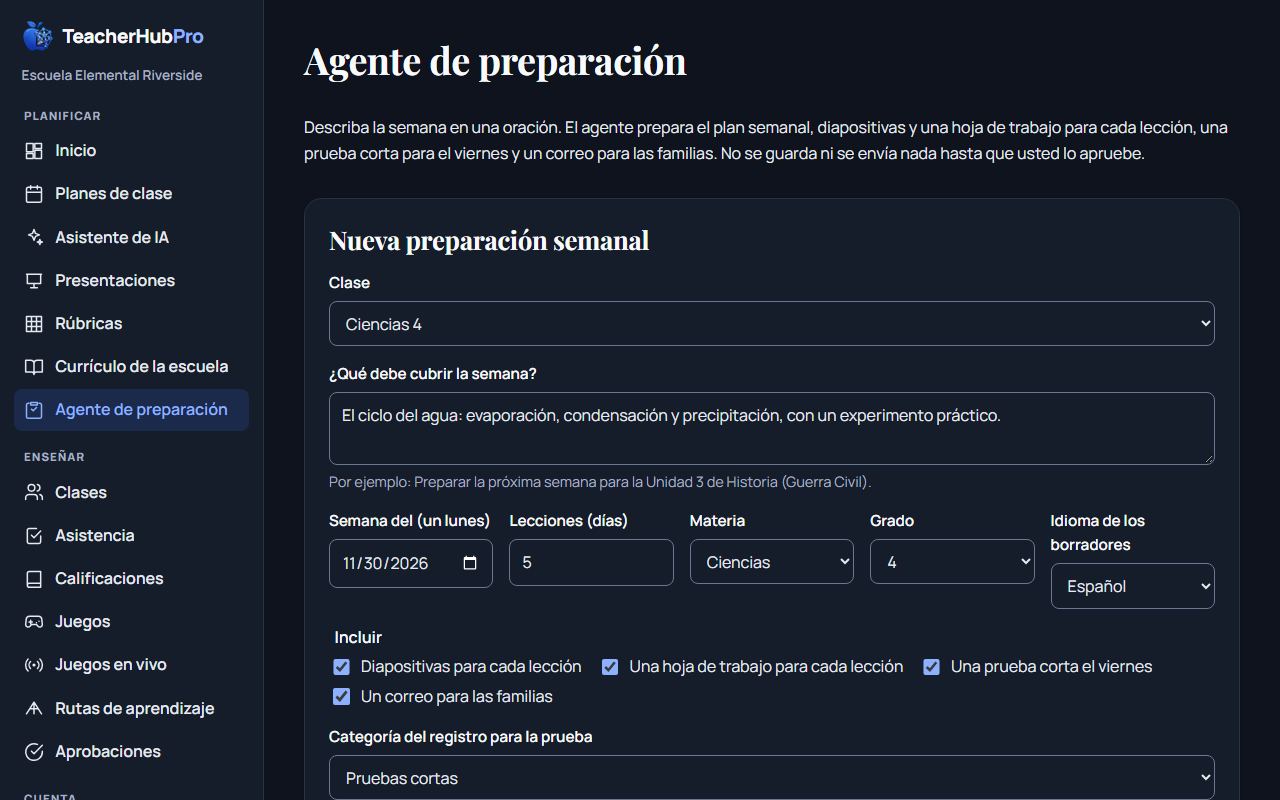 TeacherHubPro
Escuela Elemental Riverside
PLANIFICAR
Inicio
Planes de clase
Asistente de IA
Presentaciones
Rúbricas
Currículo de la escuela
Agente de preparación
ENSEÑAR
Clases
Asistencia
Calificaciones
Juegos
Juegos en vivo
Rutas de aprendizaje
Aprobaciones
CUENTA
Agente de preparación
Describa la semana en una oración. El agente prepara el plan semanal, diapositivas y una hoja de trabajo para cada lección, una
prueba corta para el viernes y un correo para las familias. No se guarda ni se envía nada hasta que usted lo apruebe.
Nueva preparación semanal
Clase
Ciencias 4
¿Qué debe cubrir la semana?
El ciclo del agua: evaporación, condensación y precipitación, con un experimento práctico.
Por ejemplo: Preparar la próxima semana para la Unidad 3 de Historia (Guerra Civil).
Semana del (un lunes)
11/30/2026
Lecciones (días)
5
Materia
Ciencias
Grado
4
Idioma de los
borradores
Español
Incluir
Diapositivas para cada lección
Una hoja de trabajo para cada lección
Una prueba corta el viernes
Un correo para las familias
Categoría del registro para la prueba
Pruebas cortas